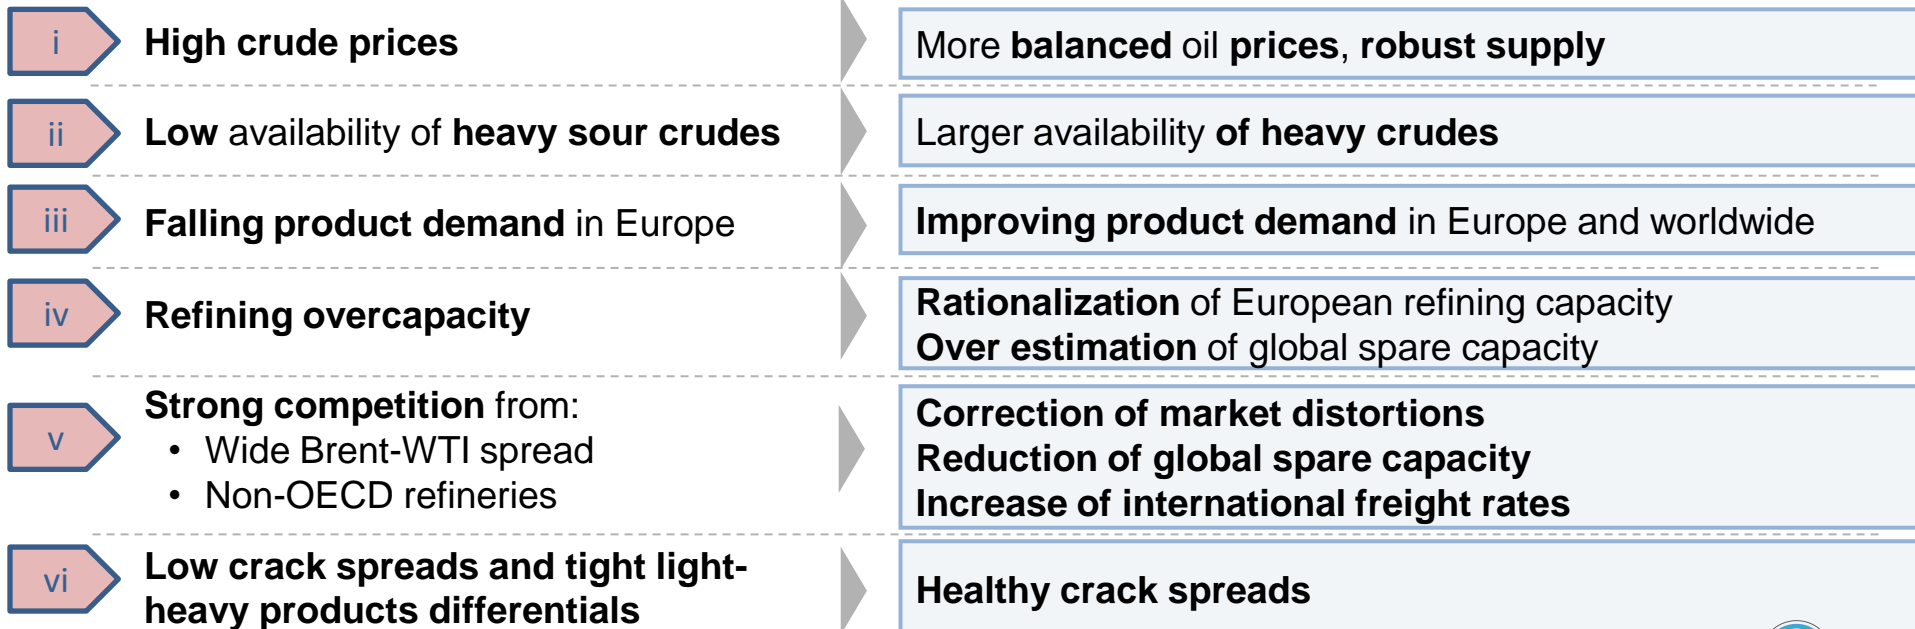 i
High crude prices
More balanced oil prices, robust supply
ii
Low availability of heavy sour crudes
Larger availability of heavy crudes
iii
Falling product demand in Europe
Improving product demand in Europe and worldwide
iv
Refining overcapacity
Rationalization of European refining capacity
Over estimation of global spare capacity
v
Strong competition from:
• Wide Brent-WTI spread
• Non-OECD refineries
Correction of market distortions
Reduction of global spare capacity
Increase of international freight rates
vi
Low crack spreads and tight light-
heavy products differentials
Healthy crack spreads